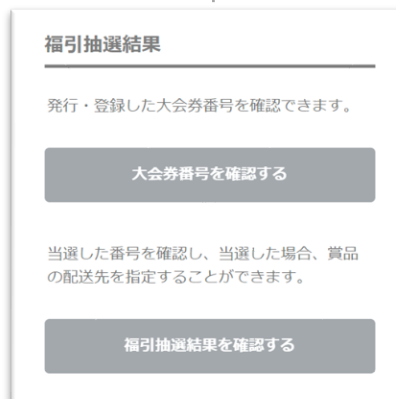 福引抽選結果
発行・登録した大会券番号を確認できます。
大会券番号を確認する
当選した番号を確認し、当選した場合、賞品
の配送先を指定することができます。
福引抽選結果を確認する